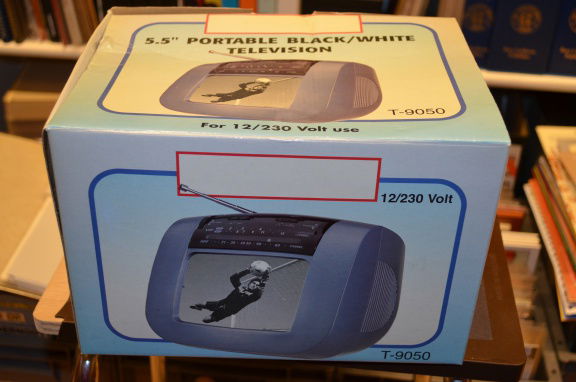 5.5" PORTABLE BLACK/WHITE
TELEVISION
T-9050
For 12/230 Volt use
12/230 Volt
T-9050